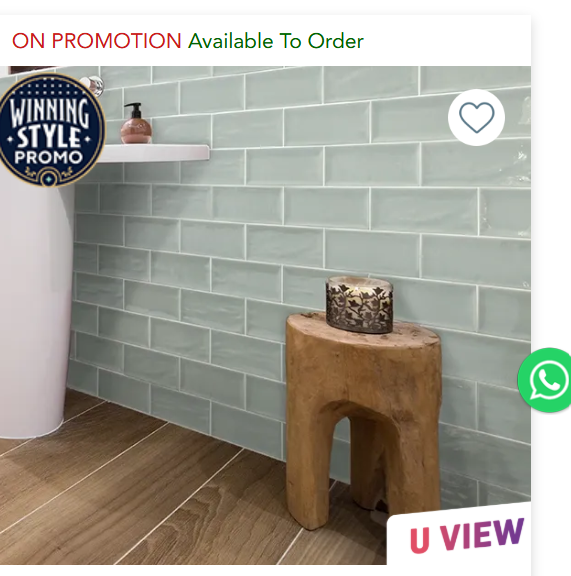 ON PROMOTION Available To Order
WINNING
STYLE
PROMO
U VIEW